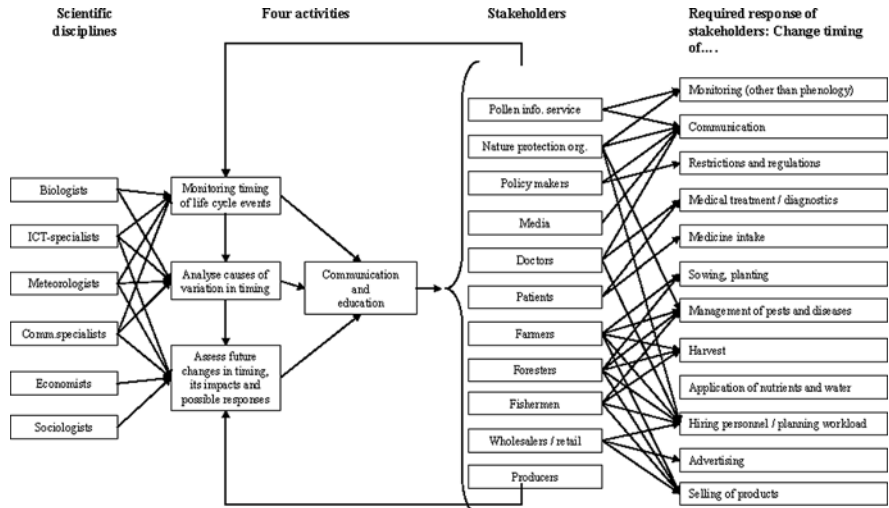 Scientific
disciplines
Four activities
Stakeholders
Required response of
stakeholders: Change timing
of....
Biologists
ICT-specialists
Meteorologists
Comm.specialists
Economists
Sociologists
Monitoring timing
of life cycle events
Analyse causes of
variation in timing
Assess future
changes in timing,
its impacts and
possible responses
Communication
and
education
Pollen info. service
Nature protection org.
Policy makers
Media
Doctors
Patients
Farmers
Foresters
Fishermen
Wholesalers / retail
Producers
Monitoring (other than phenology)
Communication
Restrictions and regulations
Medical treatment / diagnostics
Medicine intake
Sowing, planting
Management of pests and diseases
Harvest
Application of nutrients and water
Hiring personnel / planning workload
Advertising
Selling of products